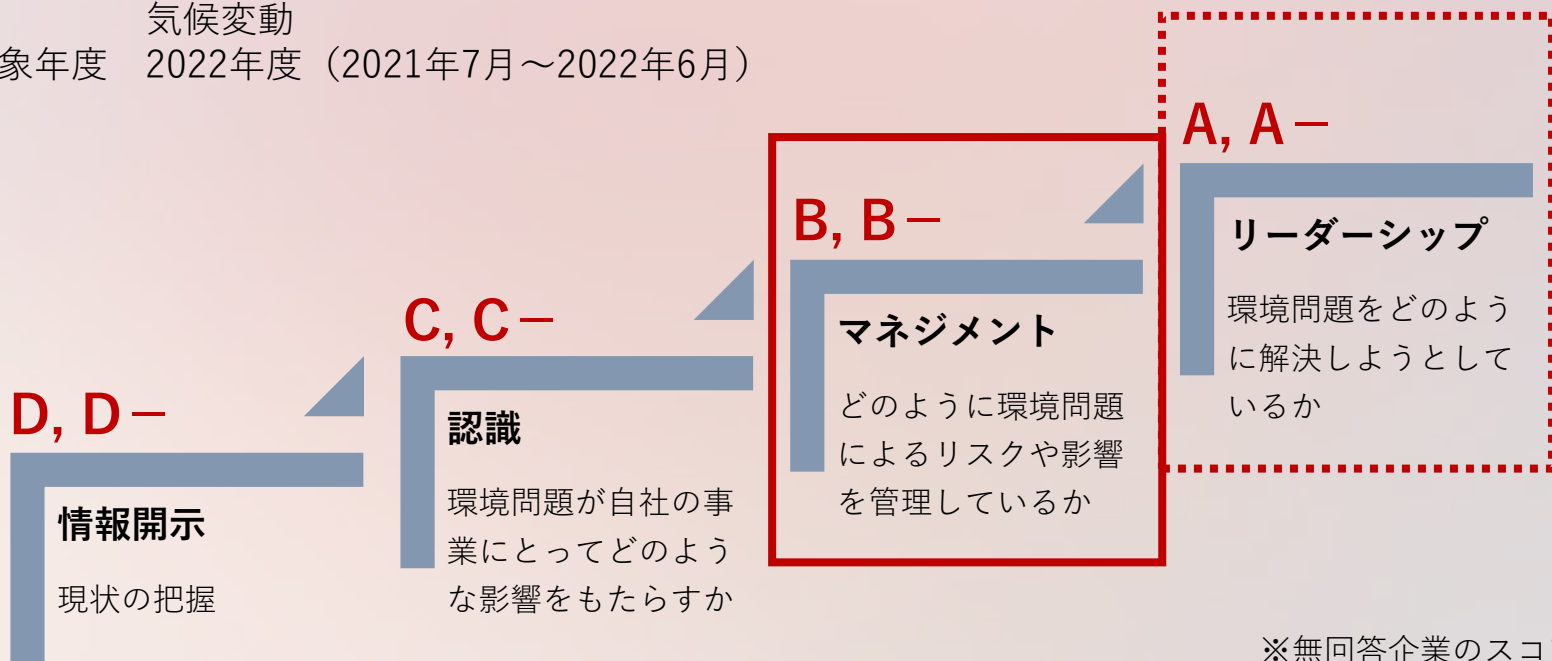 気候変動
象年度 2022年度（2021年7月～2022年6月）
A, A－
リーダーシップ
環境問題をどのよう
に解決しようとして
いるか
B, B－
マネジメント
どのように環境問題
によるリスクや影響
を管理しているか
C, C－
認識
環境問題が自社の事
業にとってどのよう
な影響をもたらすか
D, D－
情報開示
現状の把握
※無回答企業のスコ